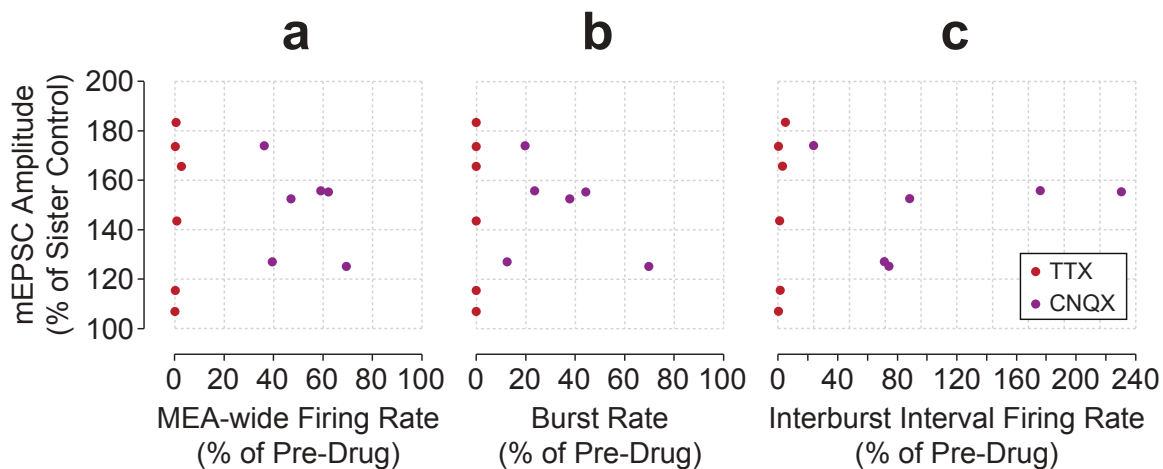 a b c
mEPSC Amplitude
(% of Sister Control)
200
180
160
140
120
100
0 20 40 60 80 100
MEA-wide Firing Rate
(% of Pre-Drug)
0 20 40 60 80 100
Burst Rate
(% of Pre-Drug)
0 40 80 120 160 200 240
Interburst Interval Firing Rate
(% of Pre-Drug)
TTX
CNQX